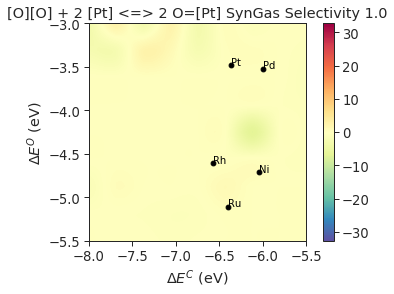 [O][O] + 2 [Pt] <=> 2 O=[Pt] SynGas Selectivity 1.0
−3.0
−3.5
−4.0
−4.5
−5.0
−5.5
ΔE^O (eV)
Pt
Pd
Rh
Ni
Ru
−8.0 −7.5 −7.0 −6.5 −6.0 −5.5
ΔE^C (eV)
30
20
10
0
−10
−20
−30